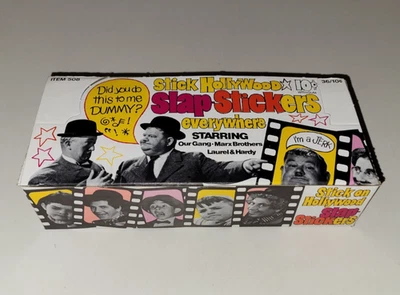 ITEM 508
36/10¢
Stick Hollywood
10¢
Slap-Stickers
everywhere
STARRING
Our Gang-Marx Brothers
Laurel & Hardy
Did you do
this to me
DUMMY?
I'm a JERK
Stick on
Hollywood
Slap
Stickers